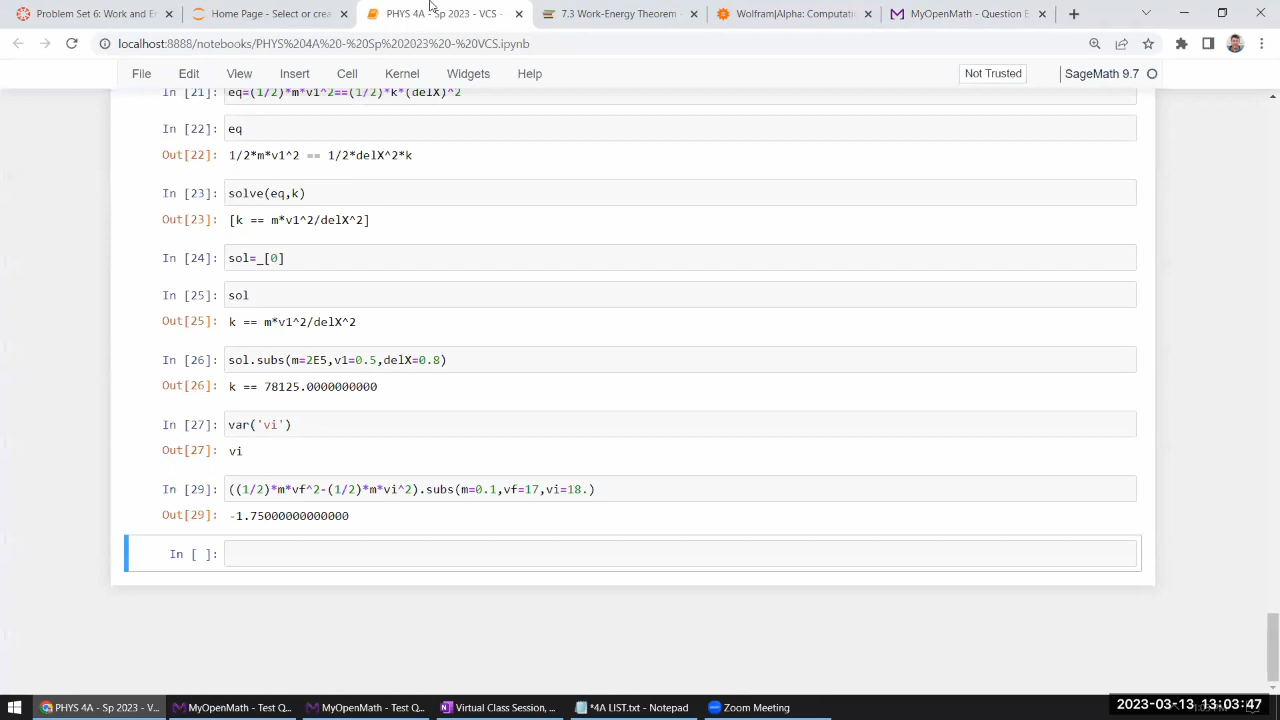 Problem Set 6: Work and En
Home Page - Select or crea
PHYS 4A - Sp 2023 - VCS -
7.3 Work-Energy Theorem -
Wolfram|Alpha: Computatio
MyOpenMath - Question E
localhost:8888/notebooks/PHYS%204A%20-%20Sp%202023%20-%20VCS.ipynb
File Edit View Insert Cell Kernel Widgets Help Not Trusted SageMath 9.7
In [21]: eq=(1/2)*m*v1^2==(1/2)*k*(delX)^2
In [22]: eq
Out[22]: 1/2*m*v1^2 == 1/2*delX^2*k
In [23]: solve(eq,k)
Out[23]: [k == m*v1^2/delX^2]
In [24]: sol=_[0]
In [25]: sol
Out[25]: k == m*v1^2/delX^2
In [26]: sol.subs(m=2E5,v1=0.5,delX=0.8)
Out[26]: k == 78125.0000000000
In [27]: var('vi')
Out[27]: vi
In [29]: ((1/2)*m*vf^2-(1/2)*m*vi^2).subs(m=0.1,vf=17,vi=18.)
Out[29]: -1.75000000000000
In [ ]:
PHYS 4A - Sp 2023 - V...
MyOpenMath - Test Q...
MyOpenMath - Test Q...
Virtual Class Session, ...
*4A LIST.txt - Notepad
Zoom Meeting
2023-03-13 13:03:47